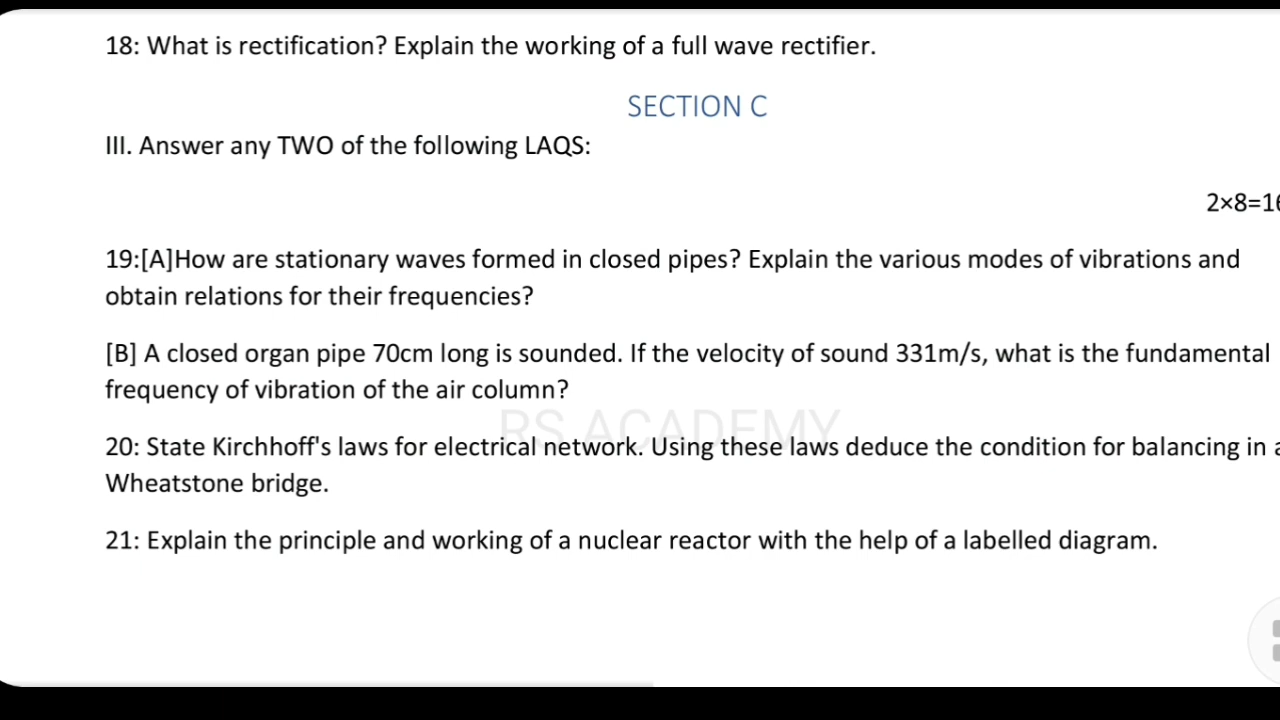 18: What is rectification? Explain the working of a full wave rectifier.
SECTION C
III. Answer any TWO of the following LAQS:
2×8=16
19:[A]How are stationary waves formed in closed pipes? Explain the various modes of vibrations and
obtain relations for their frequencies?
[B] A closed organ pipe 70cm long is sounded. If the velocity of sound 331m/s, what is the fundamental
frequency of vibration of the air column?
RS ACADEMY
20: State Kirchhoff's laws for electrical network. Using these laws deduce the condition for balancing in a
Wheatstone bridge.
21: Explain the principle and working of a nuclear reactor with the help of a labelled diagram.